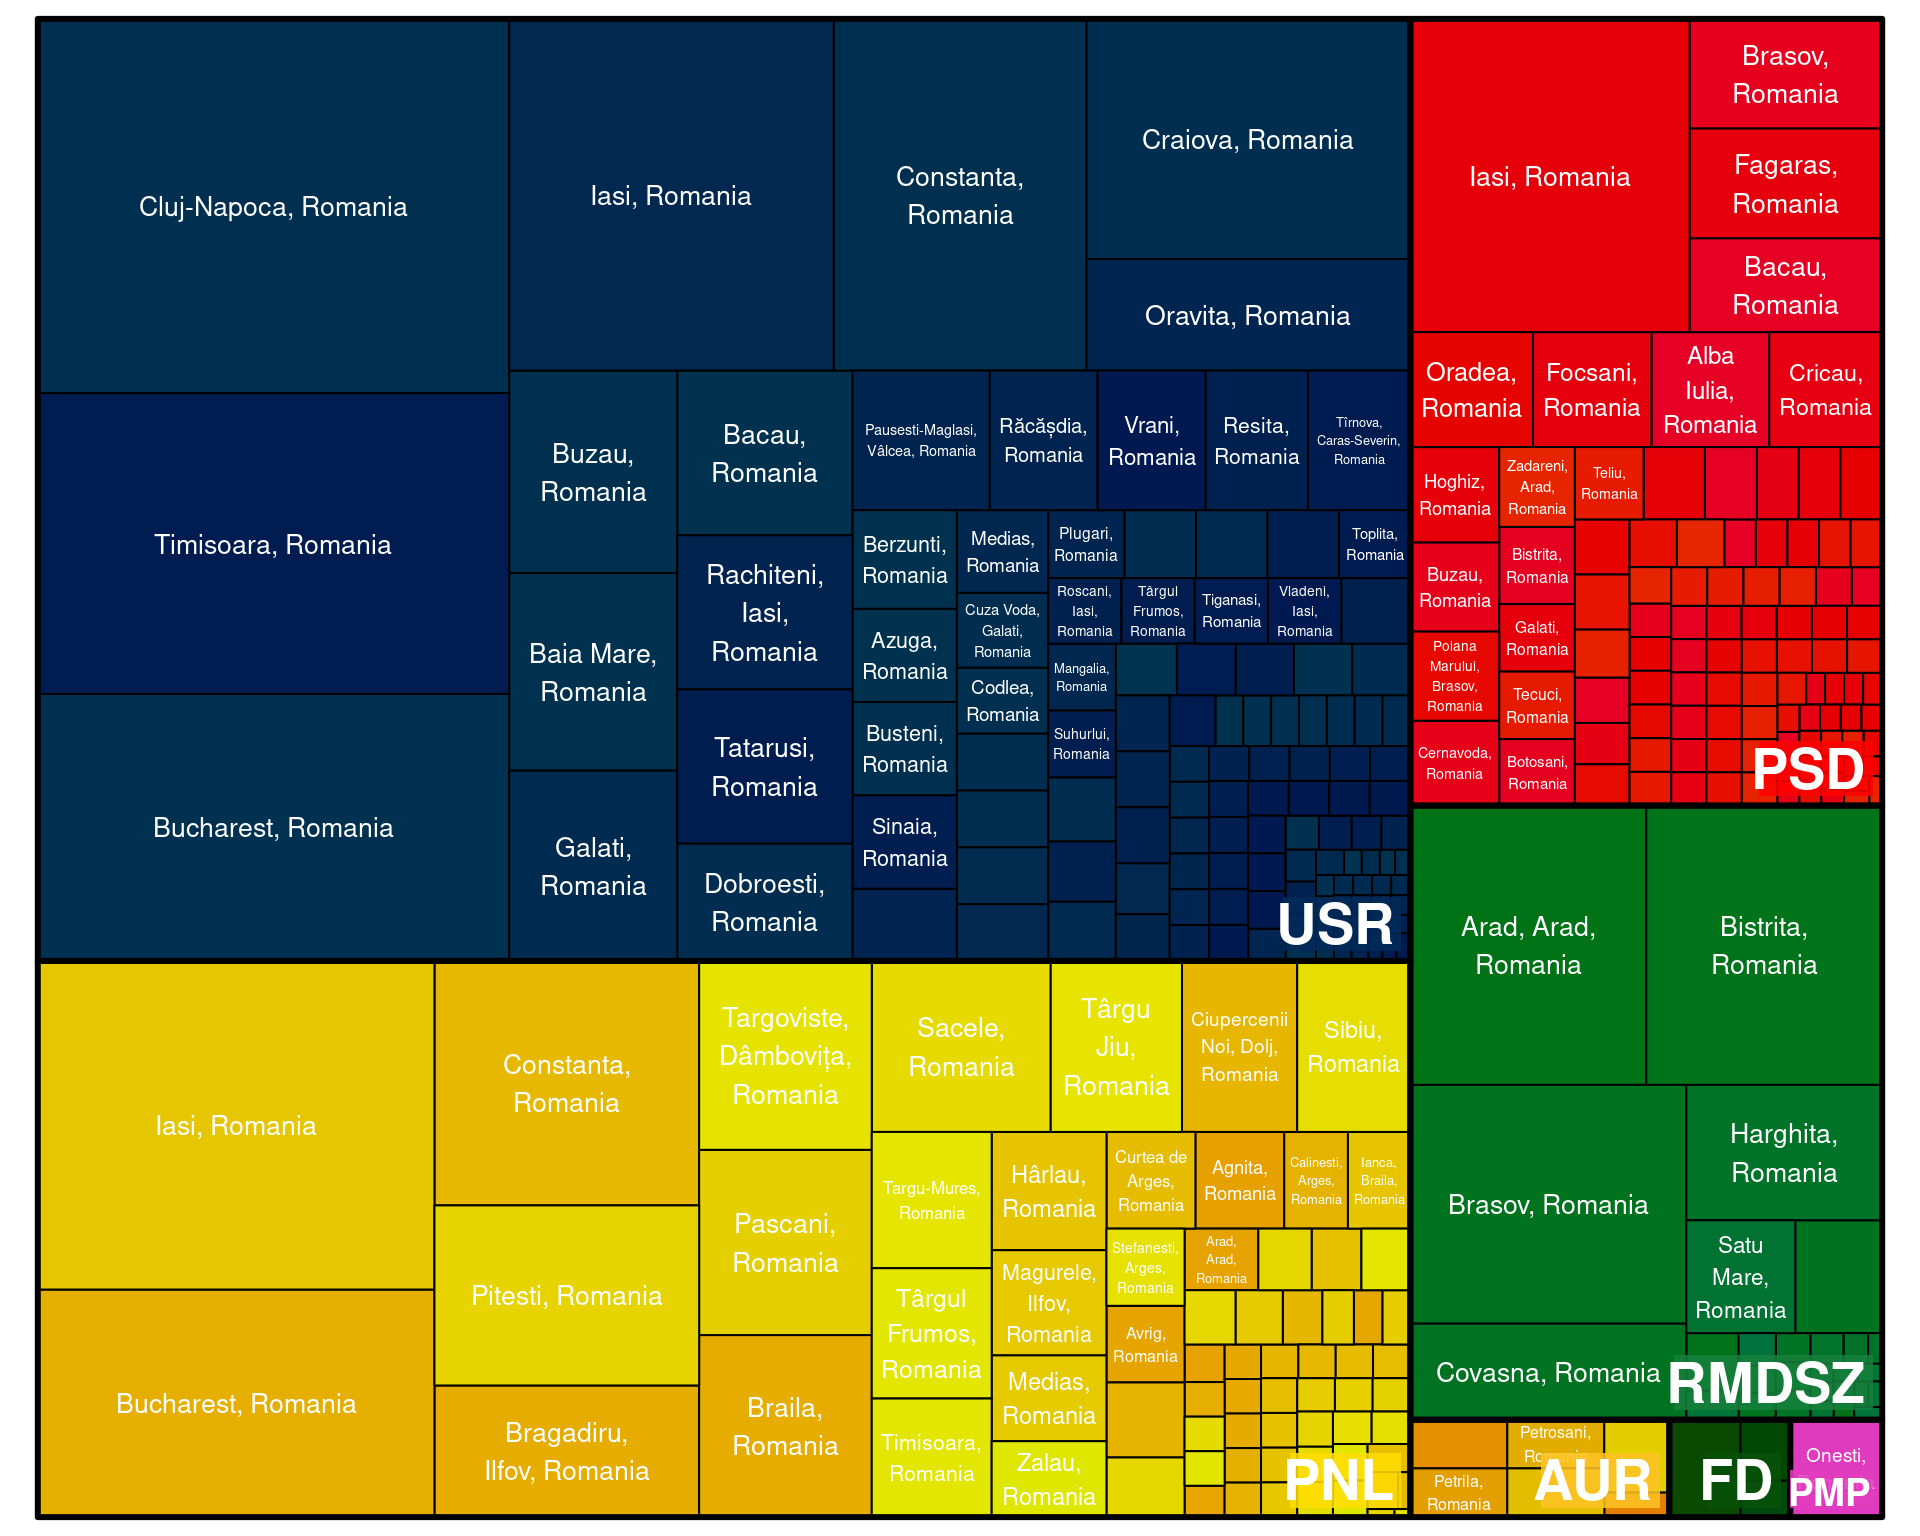 Cluj-Napoca, Romania
Timisoara, Romania
Bucharest, Romania
Iasi, Romania
Constanta,
Romania
Craiova, Romania
Oravita, Romania
Buzau,
Romania
Baia Mare,
Romania
Galati,
Romania
Bacau,
Romania
Rachiteni,
Iasi,
Romania
Tatarusi,
Romania
Dobroesti,
Romania
Pausesti-Maglasi,
Vâlcea, Romania
Răcășdia,
Romania
Vrani,
Romania
Resita,
Romania
Tîrnova,
Caras-Severin,
Romania
Berzunti,
Romania
Azuga,
Romania
Busteni,
Romania
Sinaia,
Romania
Medias,
Romania
Cuza Voda,
Galati,
Romania
Codlea,
Romania
Plugari,
Romania
Toplita,
Romania
Roscani,
Iasi,
Romania
Târgul
Frumos,
Romania
Tiganasi,
Romania
Vladeni,
Iasi,
Romania
Mangalia,
Romania
Suhurlui,
Romania
USR
Iasi, Romania
Brasov,
Romania
Fagaras,
Romania
Bacau,
Romania
Oradea,
Romania
Focsani,
Romania
Alba
Iulia,
Romania
Cricau,
Romania
Hoghiz,
Romania
Buzau,
Romania
Poiana
Marului,
Brasov,
Romania
Cernavoda,
Romania
Zadareni,
Arad,
Romania
Bistrita,
Romania
Galati,
Romania
Tecuci,
Romania
Botosani,
Romania
Teliu,
Romania
PSD
Iasi, Romania
Bucharest, Romania
Constanta,
Romania
Pitesti, Romania
Bragadiru,
Ilfov, Romania
Targoviste,
Dâmbovița,
Romania
Pascani,
Romania
Braila,
Romania
Sacele,
Romania
Târgu
Jiu,
Romania
Ciupercenii
Noi, Dolj,
Romania
Sibiu,
Romania
Targu-Mures,
Romania
Târgul
Frumos,
Romania
Timisoara,
Romania
Hârlau,
Romania
Magurele,
Ilfov,
Romania
Medias,
Romania
Zalau,
Romania
Curtea de
Arges,
Romania
Agnita,
Romania
Calinesti,
Arges,
Romania
Ianca,
Braila,
Romania
Stefanesti,
Arges,
Romania
Arad,
Arad,
Romania
Avrig,
Romania
PNL
Arad, Arad,
Romania
Bistrita,
Romania
Brasov, Romania
Covasna, Romania
Harghita,
Romania
Satu
Mare,
Romania
RMDSZ
Petrosani,
Romania
Petrila,
Romania
AUR
FD
Onesti,
PMP